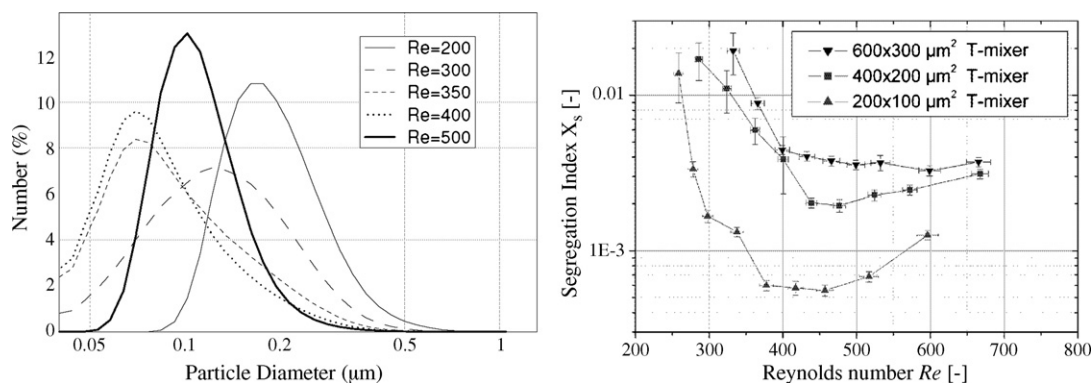 12
10
8
6
4
2
0
Number (%)
0.05
0.1
0.2
0.5
1
Particle Diameter (µm)
Re=200
Re=300
Re=350
Re=400
Re=500
Segregation Index Xs [-]
0.01
1E-3
200
300
400
500
600
700
800
Reynolds number Re [-]
600x300 µm² T-mixer
400x200 µm² T-mixer
200x100 µm² T-mixer